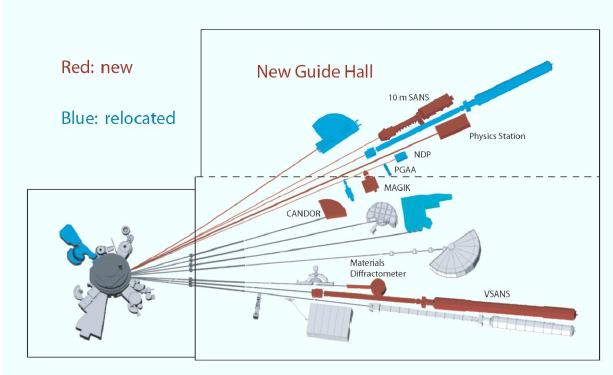 Red: new
New Guide Hall
Blue: relocated
10 m SANS
Physics Station
NDP
PGAA
MAGIK
CANDOR
Materials
Diffractometer
VSANS